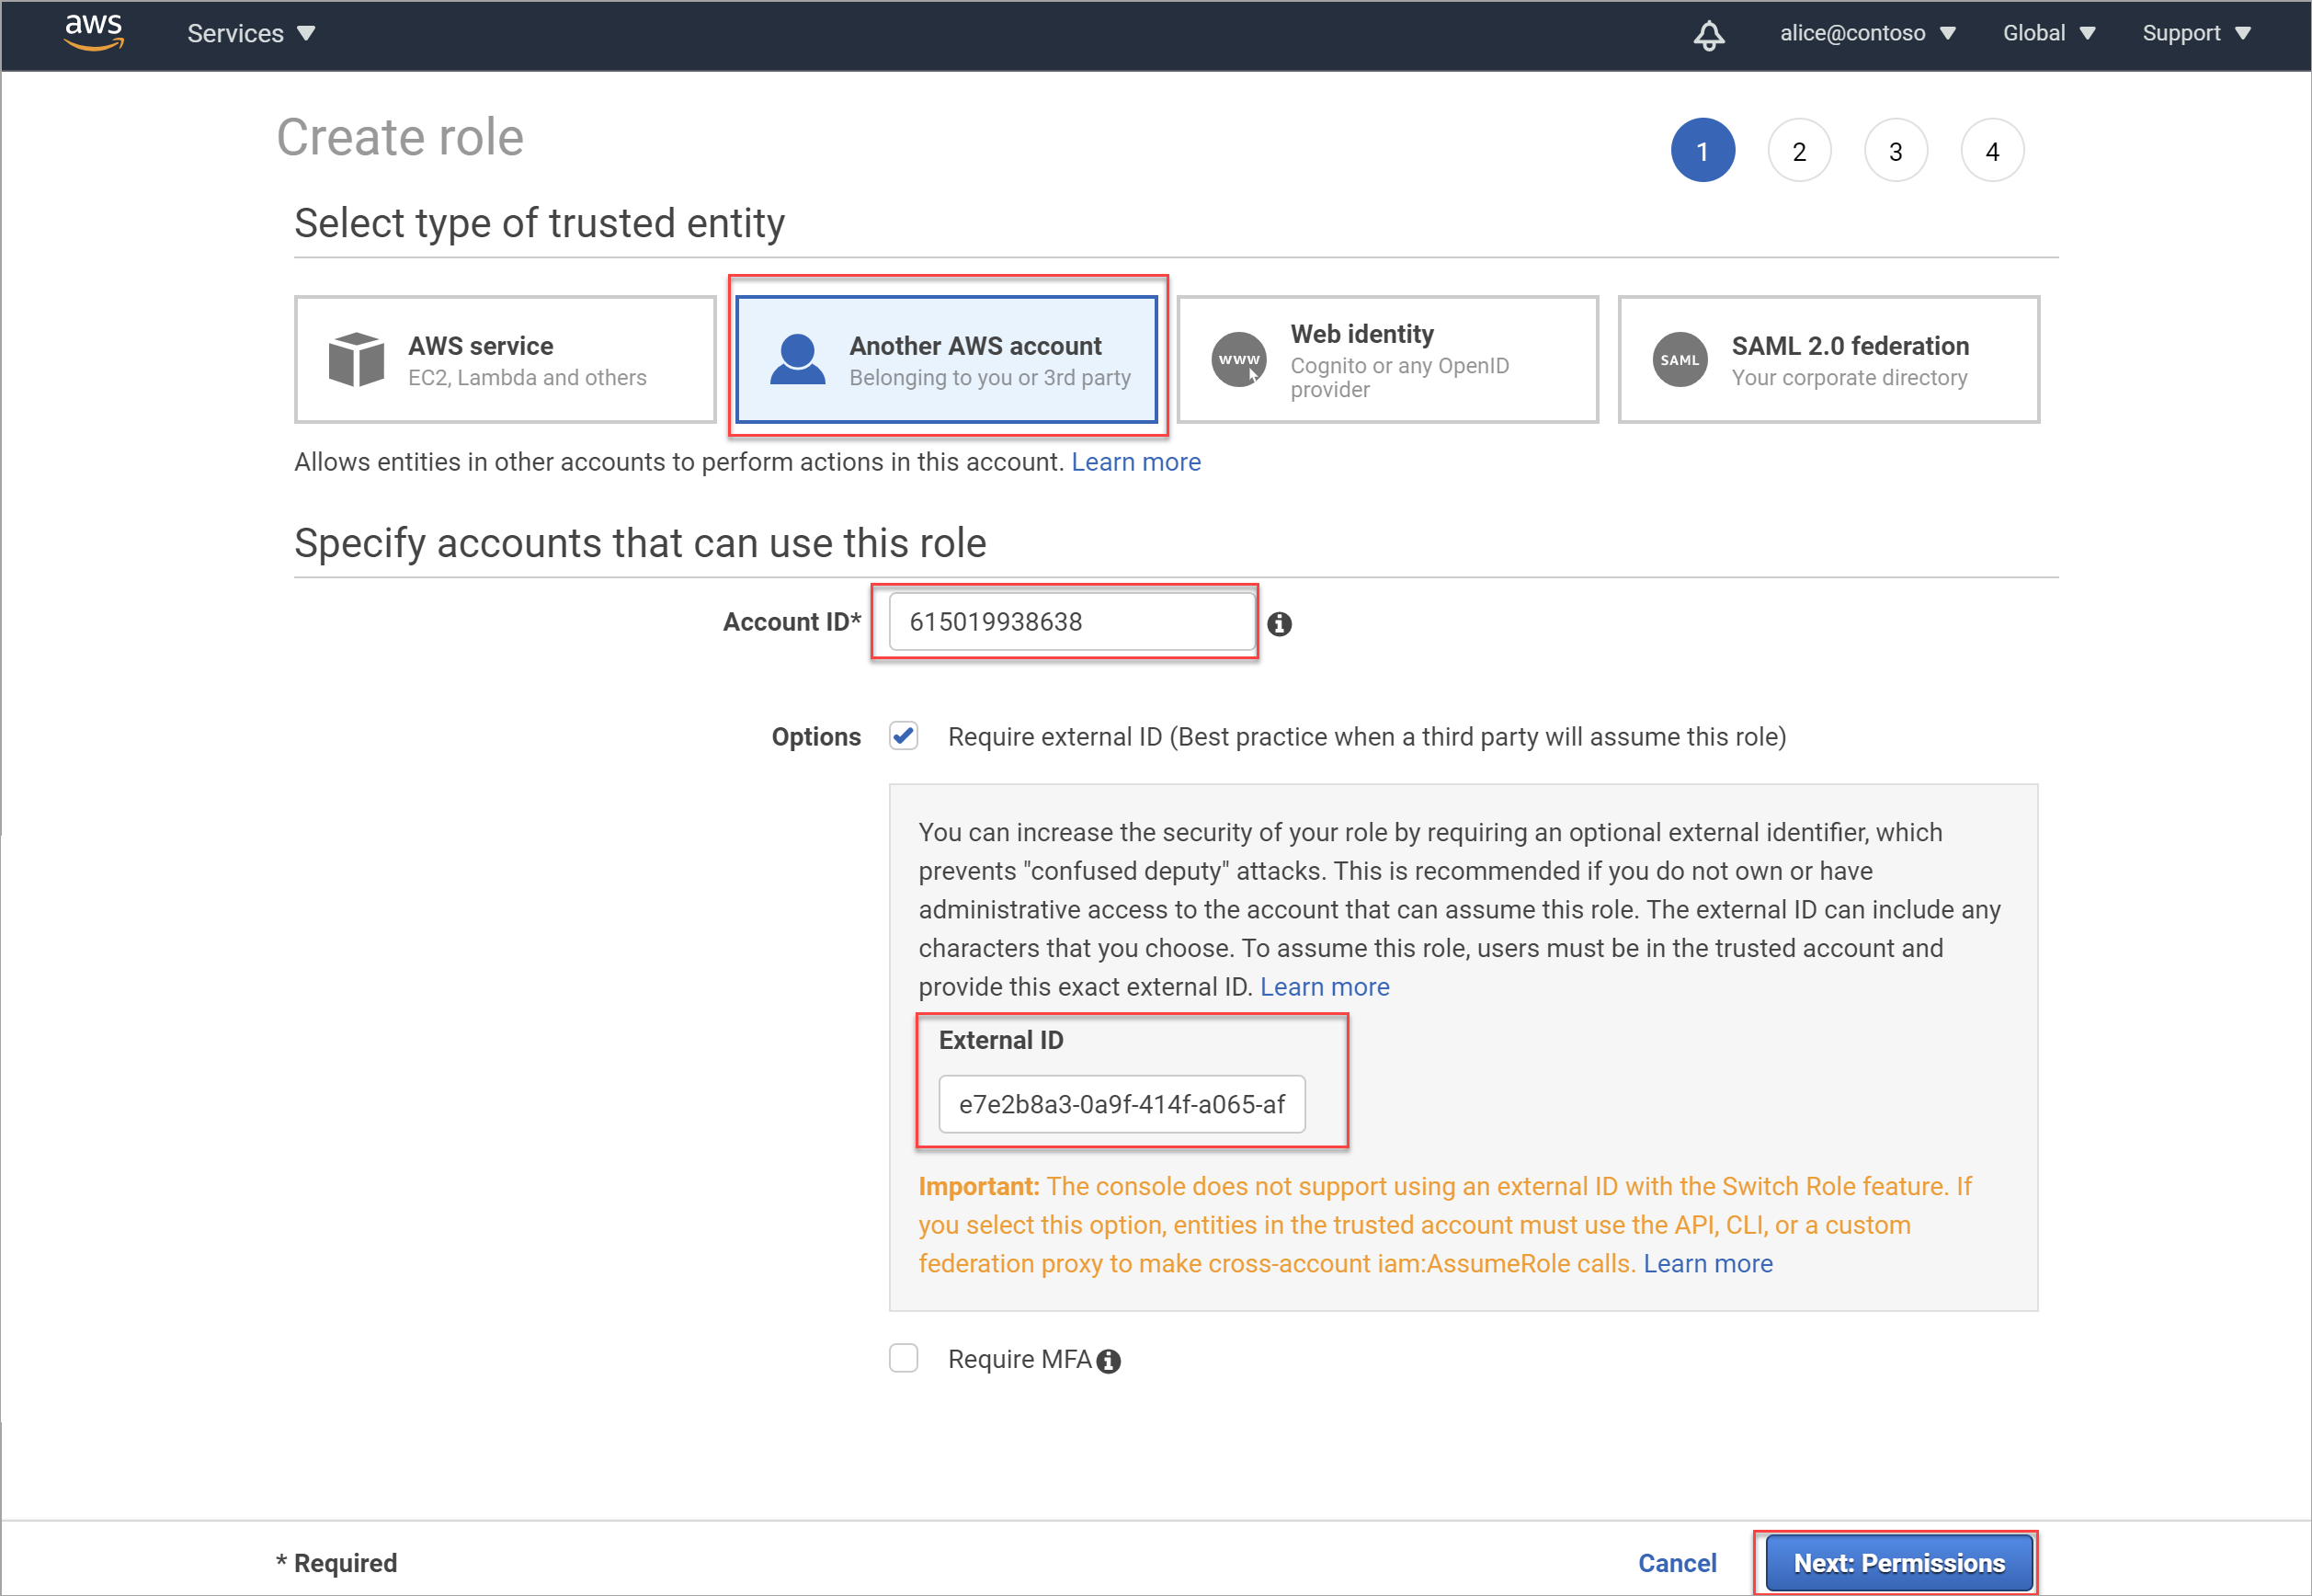 aws
Services
alice@contoso
Global
Support
Create role
1
2
3
4
Select type of trusted entity
AWS service
EC2, Lambda and others
Another AWS account
Belonging to you or 3rd party
www
Web identity
Cognito or any OpenID
provider
SAML
SAML 2.0 federation
Your corporate directory
Allows entities in other accounts to perform actions in this account. Learn more
Specify accounts that can use this role
Account ID* 615019938638
Options Require external ID (Best practice when a third party will assume this role)
You can increase the security of your role by requiring an optional external identifier, which
prevents "confused deputy" attacks. This is recommended if you do not own or have
administrative access to the account that can assume this role. The external ID can include any
characters that you choose. To assume this role, users must be in the trusted account and
provide this exact external ID. Learn more
External ID
e7e2b8a3-0a9f-414f-a065-af
Important: The console does not support using an external ID with the Switch Role feature. If
you select this option, entities in the trusted account must use the API, CLI, or a custom
federation proxy to make cross-account iam:AssumeRole calls. Learn more
Require MFA
* Required
Cancel
Next: Permissions